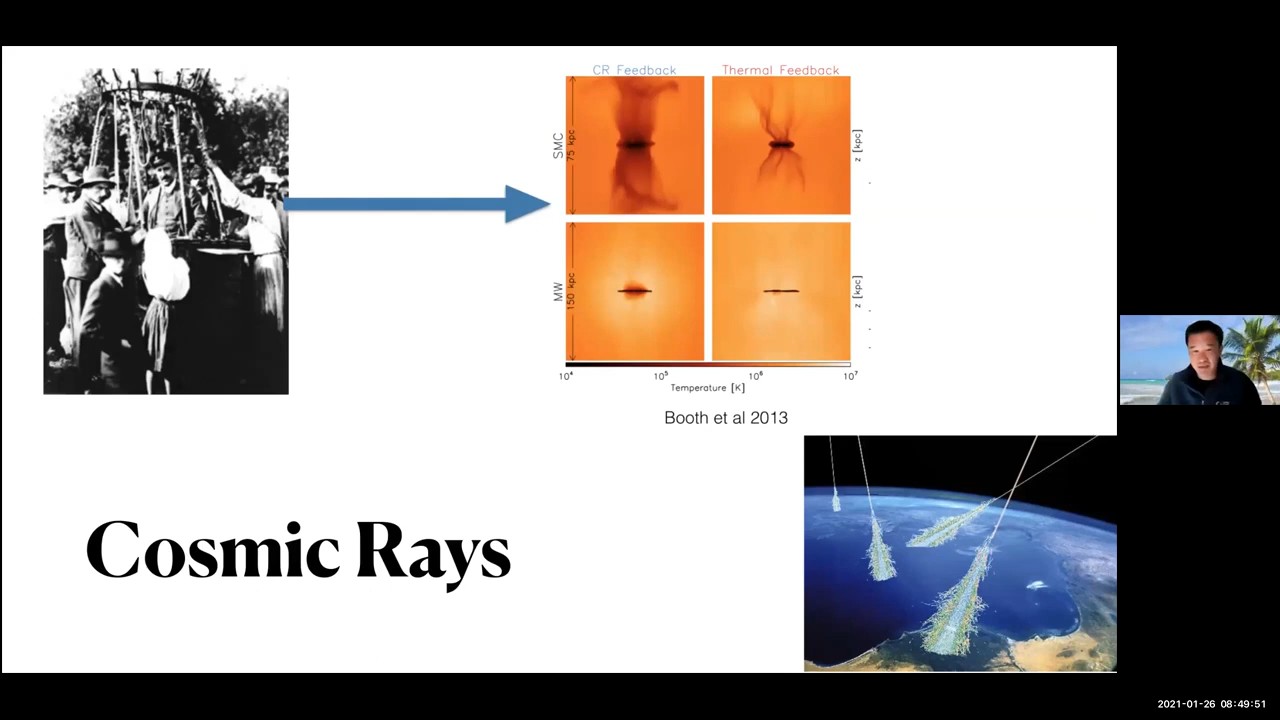 CR Feedback
Thermal Feedback
SMC
75 kpc
z [kpc]
MW
150 kpc
z [kpc]
10⁴ 10⁵ 10⁶ 10⁷
Temperature [K]
Booth et al 2013
Cosmic Rays
2021-01-26 08:49:51